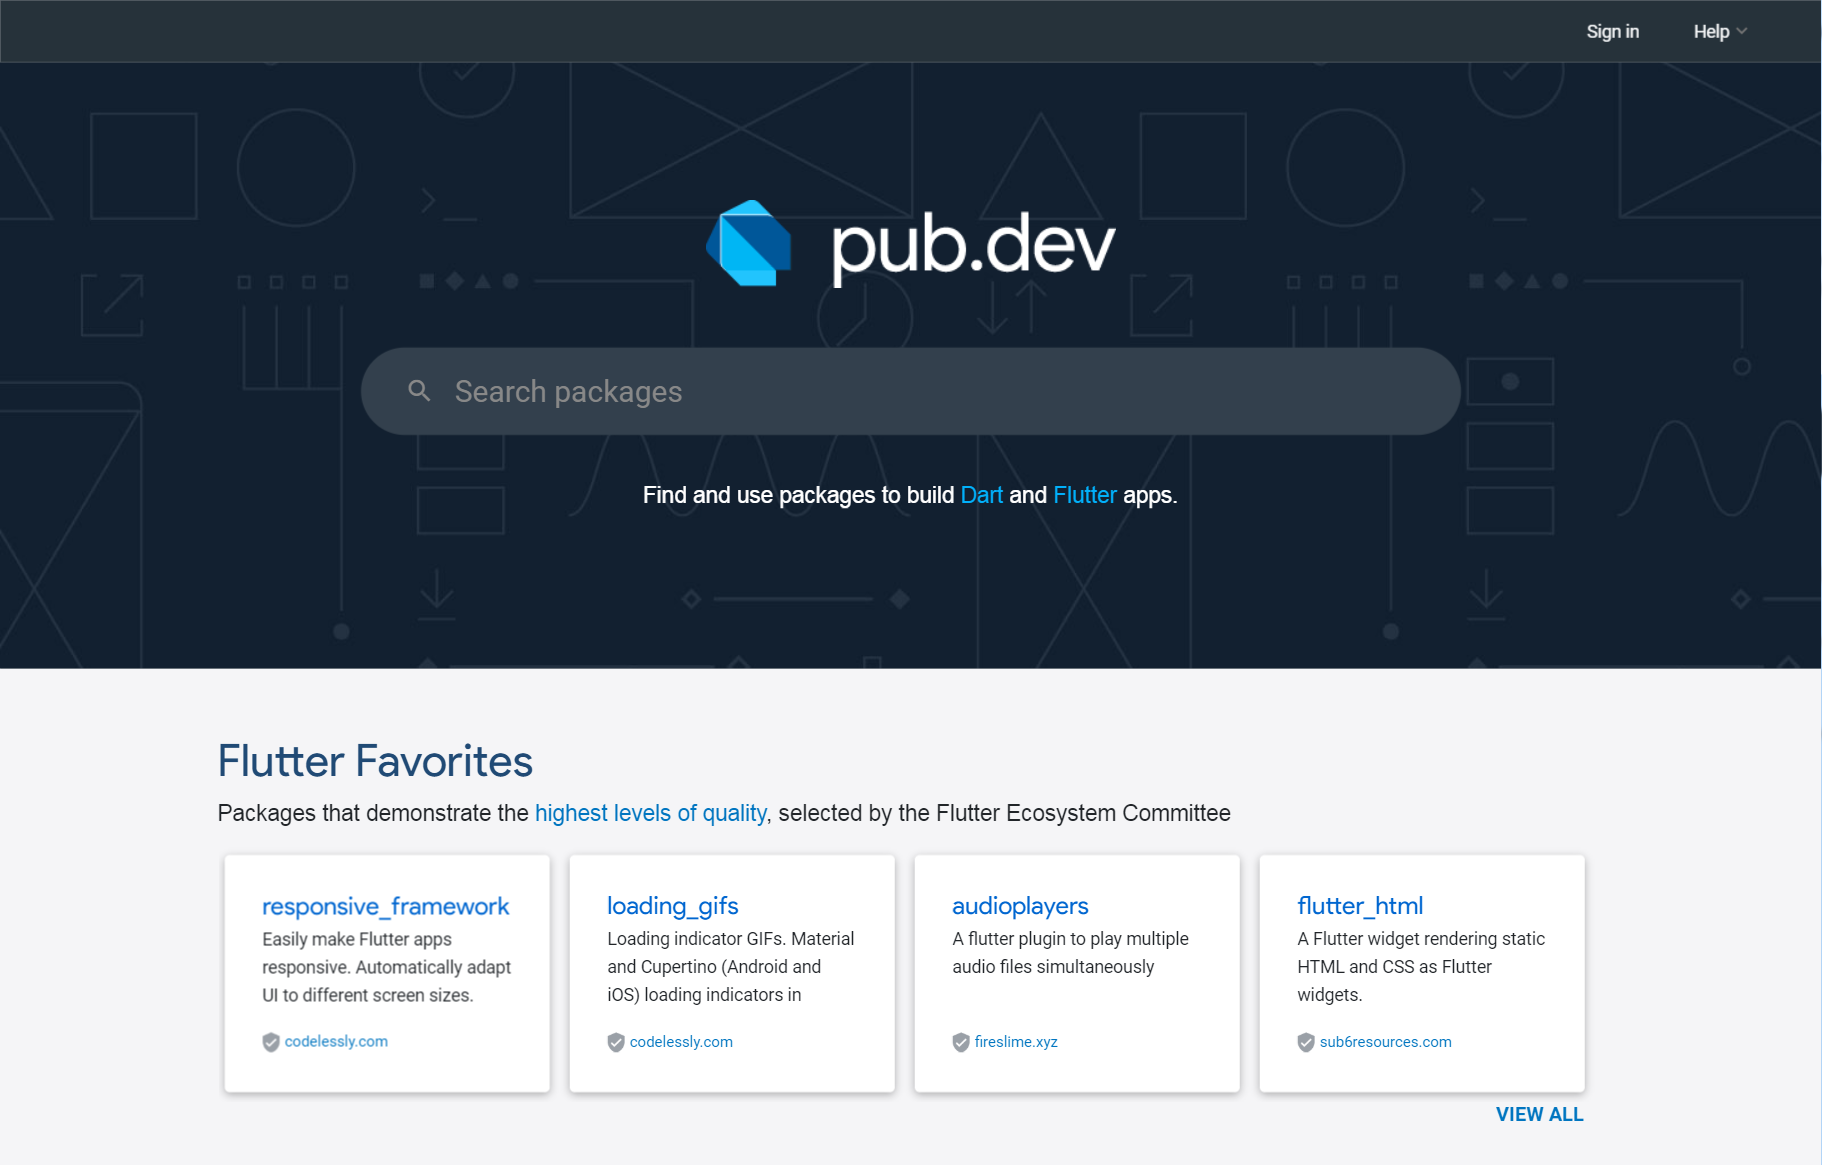 Sign in
Help
pub.dev
Search packages
Find and use packages to build Dart and Flutter apps.
Flutter Favorites
Packages that demonstrate the highest levels of quality, selected by the Flutter Ecosystem Committee
responsive_framework
Easily make Flutter apps
responsive. Automatically adapt
UI to different screen sizes.
codelessly.com
loading_gifs
Loading indicator GIFs. Material
and Cupertino (Android and
iOS) loading indicators in
codelessly.com
audioplayers
A flutter plugin to play multiple
audio files simultaneously
fireslime.xyz
flutter_html
A Flutter widget rendering static
HTML and CSS as Flutter
widgets.
sub6resources.com
VIEW ALL